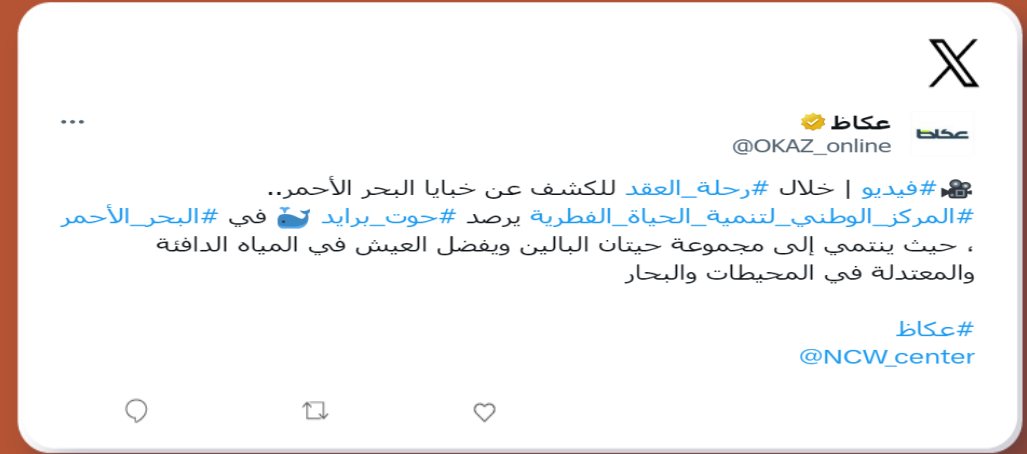 عكاظ
عكاظ
@OKAZ_online
#فيديو | خلال #رحلة_العقد للكشف عن خبايا البحر الأحمر..
#المركز_الوطني_لتنمية_الحياة_الفطرية يرصد #حوت_برايد 🐳 في #البحر_الأحمر
، حيث ينتمي إلى مجموعة حيتان البالين ويفضل العيش في المياه الدافئة
والمعتدلة في المحيطات والبحار
#عكاظ
@NCW_center